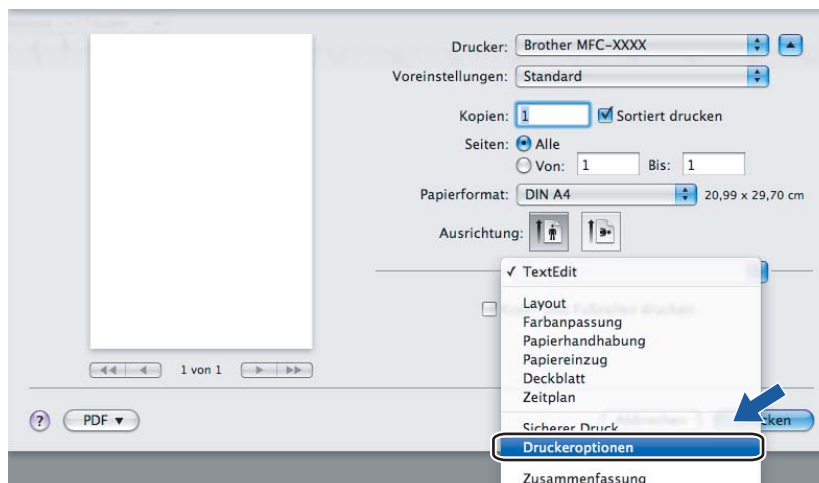 Drucker: Brother MFC-XXXX
Voreinstellungen: Standard
Kopien: 1 Sortiert drucken
Seiten: Alle
Von: 1 Bis: 1
Papierformat: DIN A4 20,99 x 29,70 cm
Ausrichtung:
✓ TextEdit
Layout
Farbanpassung
Papierhandhabung
Papiereinzug
Deckblatt
Zeitplan
Sicherer Druck
Druckeroptionen
Zusammenfassung
1 von 1
? PDF ▼